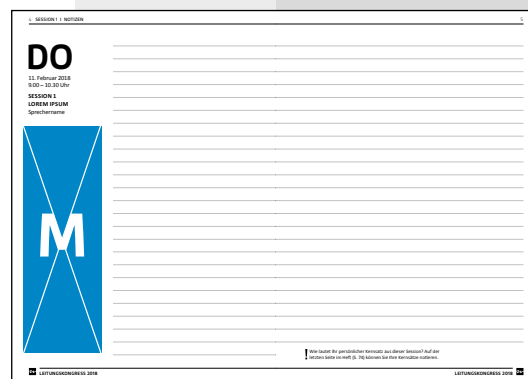 4 SESSION 1 I NOTIZEN
5
DO
11. Februar 2018
9.00 – 10.30 Uhr
SESSION 1
LOREM IPSUM
Sprechername
M
! Wie lautet Ihr persönlicher Kernsatz aus dieser Session? Auf der
letzten Seite im Heft (S. 74) können Sie Ihre Kernsätze notieren.
LEITUNGSKONGRESS 2018
LEITUNGSKONGRESS 2018